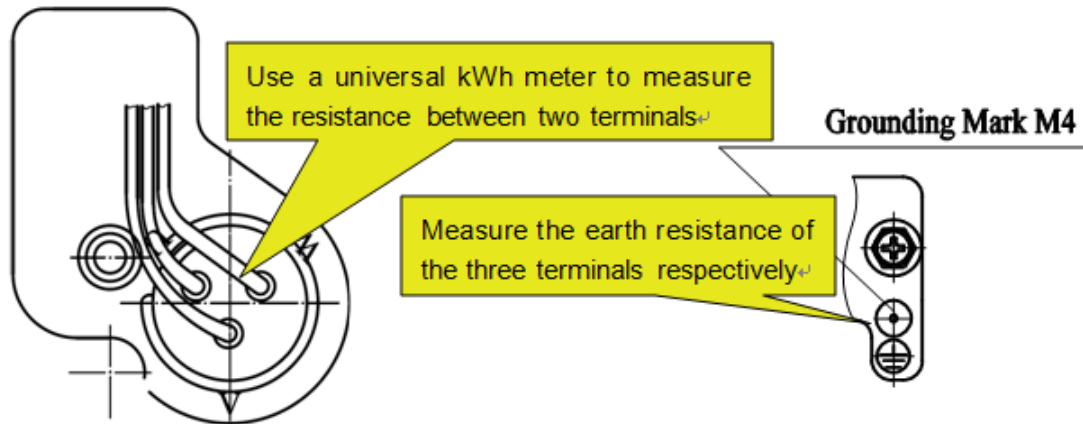 Use a universal kWh meter to measure
the resistance between two terminals↵
Grounding Mark M4
Measure the earth resistance of
the three terminals respectively↵
M